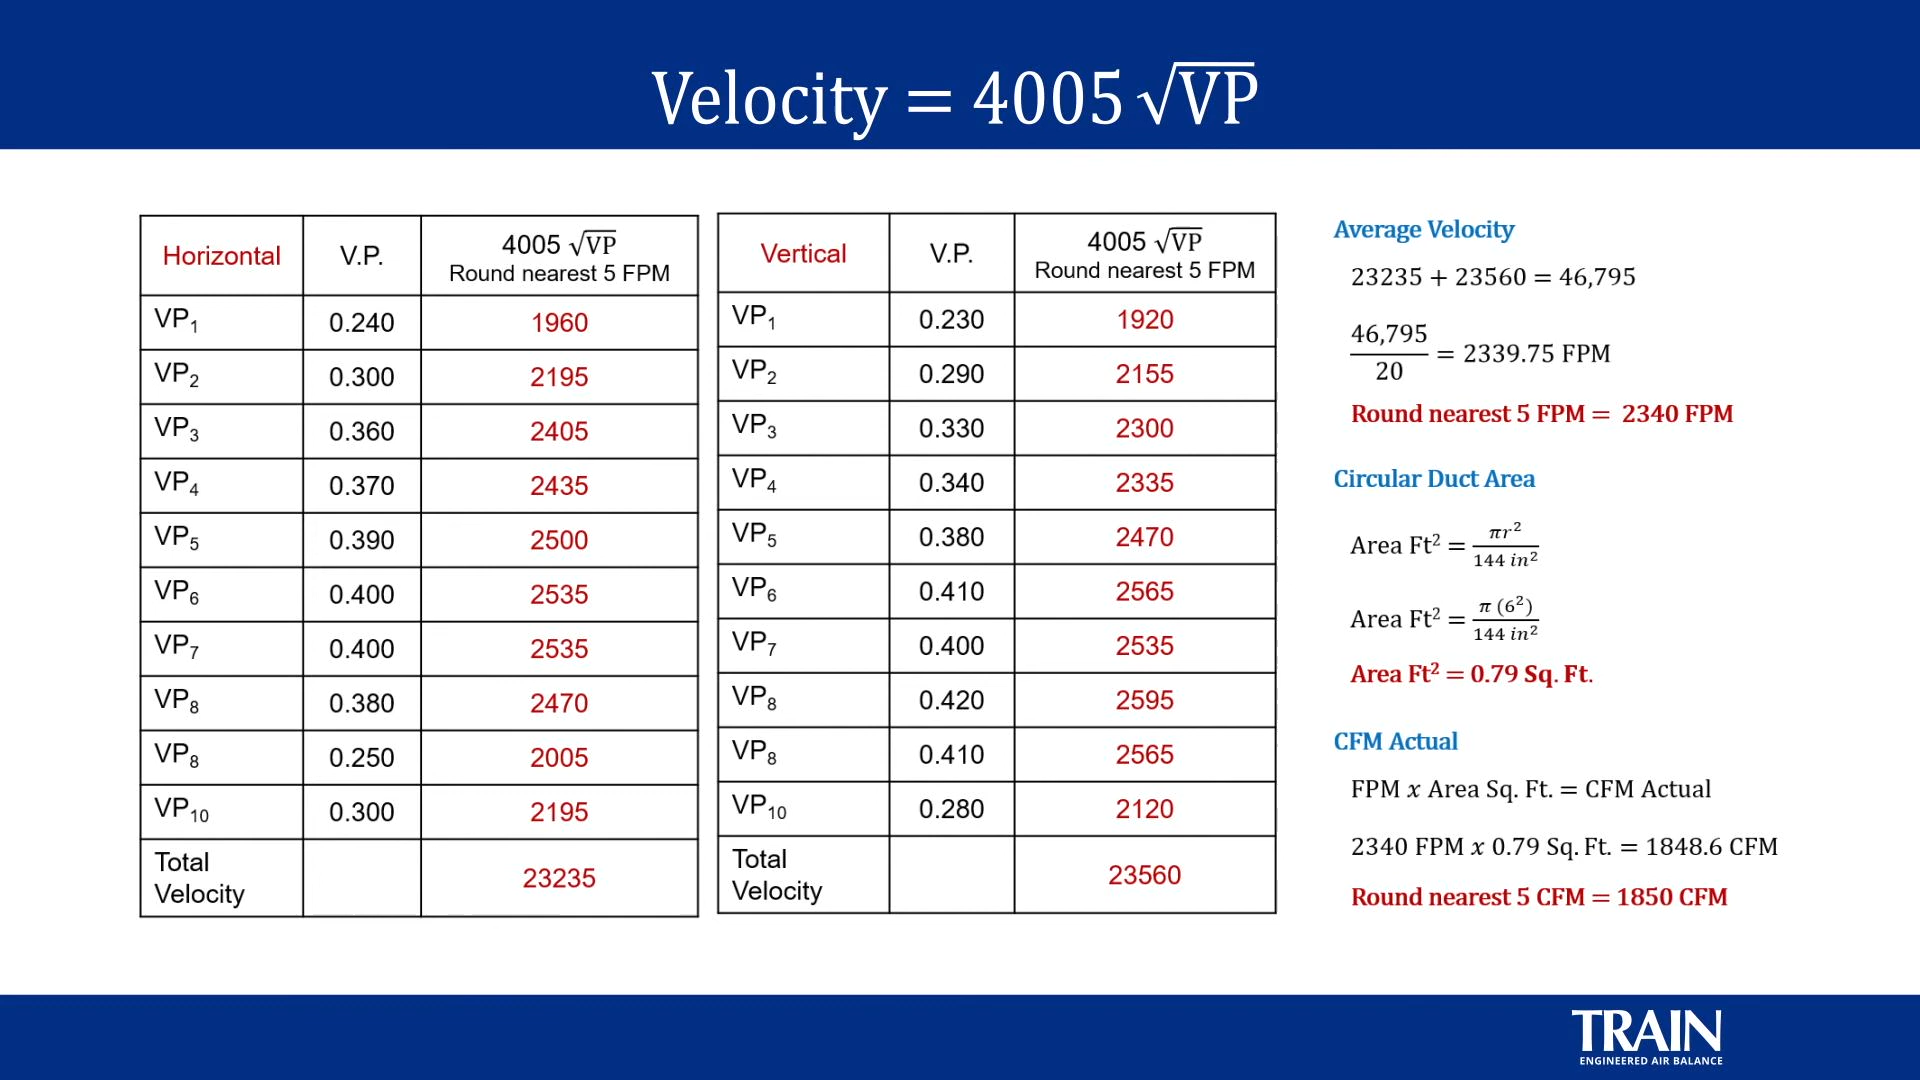 Velocity = 4005 √VP
Horizontal V.P. 4005 √VP
Round nearest 5 FPM
VP₁ 0.240 1960
VP₂ 0.300 2195
VP₃ 0.360 2405
VP₄ 0.370 2435
VP₅ 0.390 2500
VP₆ 0.400 2535
VP₇ 0.400 2535
VP₈ 0.380 2470
VP₈ 0.250 2005
VP₁₀ 0.300 2195
Total
Velocity 23235
Vertical V.P. 4005 √VP
Round nearest 5 FPM
VP₁ 0.230 1920
VP₂ 0.290 2155
VP₃ 0.330 2300
VP₄ 0.340 2335
VP₅ 0.380 2470
VP₆ 0.410 2565
VP₇ 0.400 2535
VP₈ 0.420 2595
VP₈ 0.410 2565
VP₁₀ 0.280 2120
Total
Velocity 23560
Average Velocity
23235 + 23560 = 46,795
46,795
20
= 2339.75 FPM
Round nearest 5 FPM = 2340 FPM
Circular Duct Area
Area Ft² = πr² / 144 in²
Area Ft² = π (6²) / 144 in²
Area Ft² = 0.79 Sq. Ft.
CFM Actual
FPM x Area Sq. Ft. = CFM Actual
2340 FPM x 0.79 Sq. Ft. = 1848.6 CFM
Round nearest 5 CFM = 1850 CFM
TRAIN
ENGINEERED AIR BALANCE